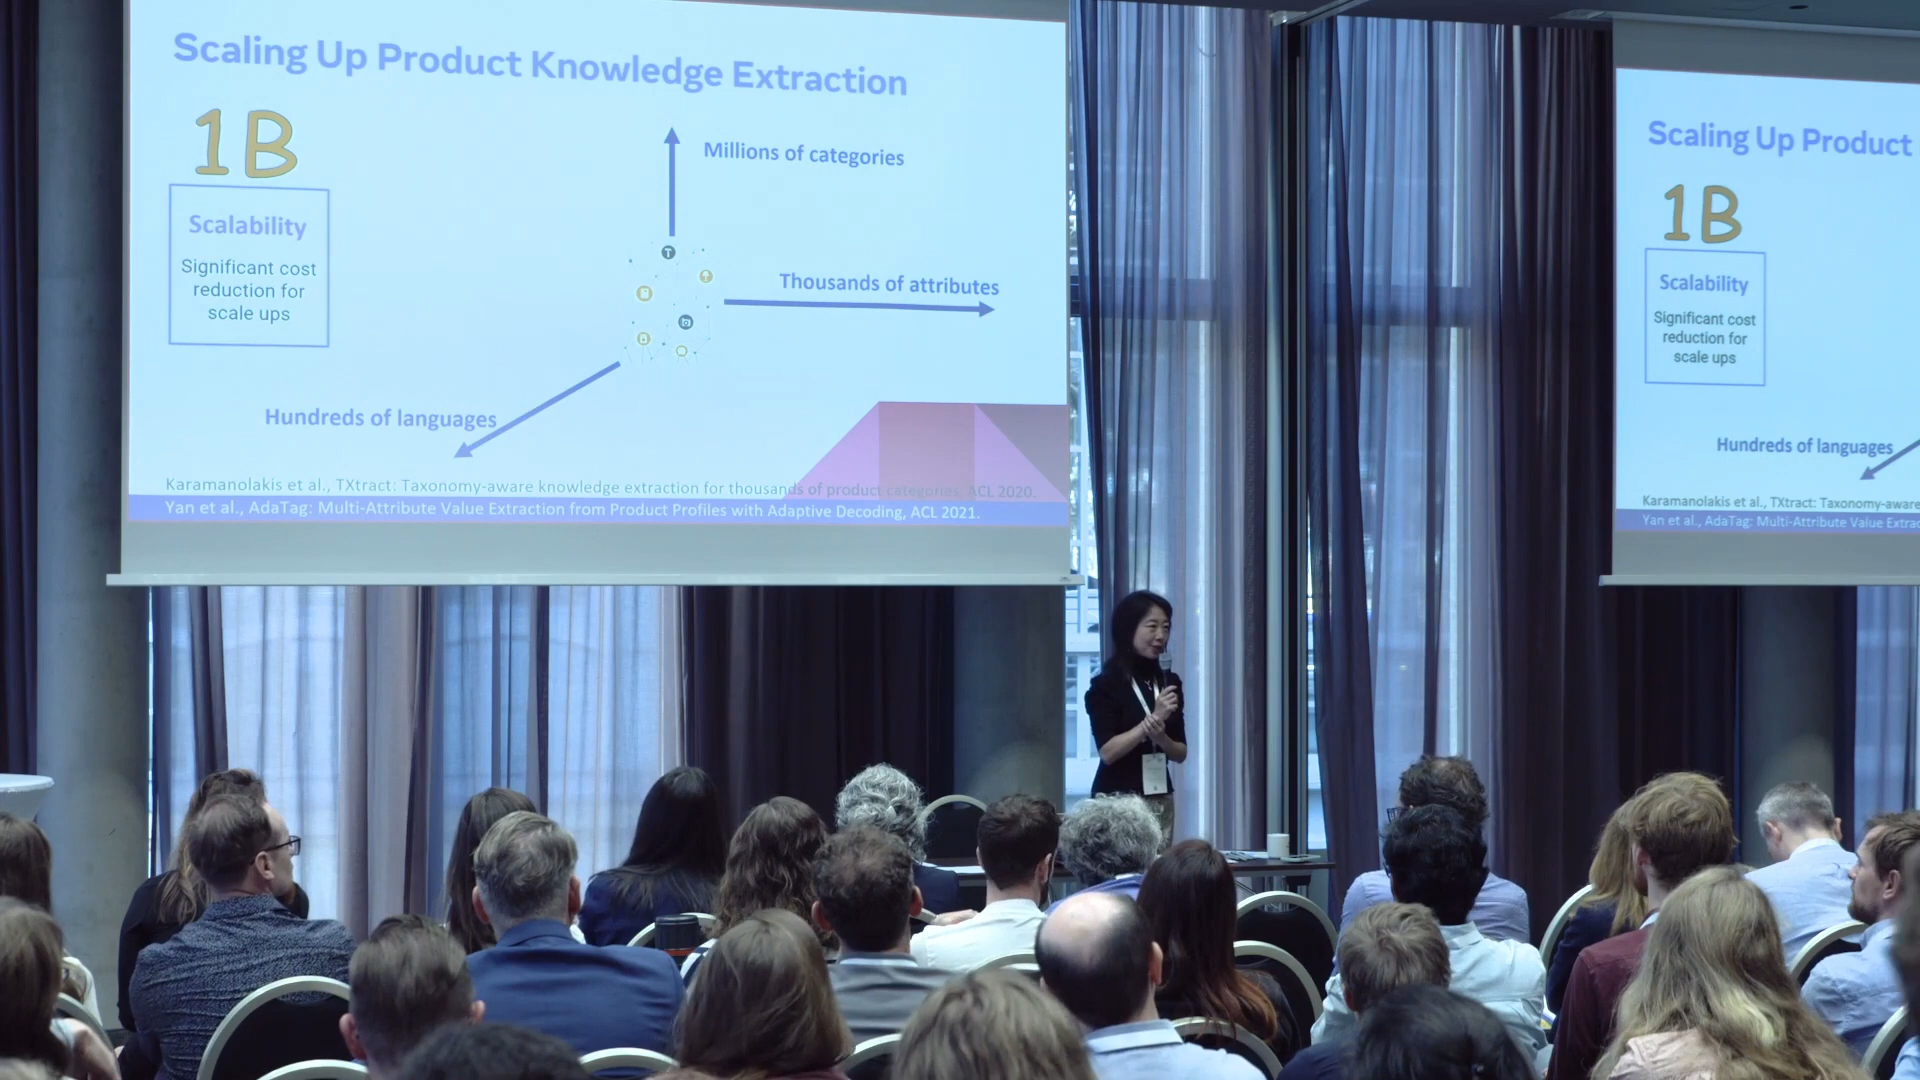 Scaling Up Product Knowledge Extraction
1B
Scalability
Significant cost
reduction for
scale ups
Millions of categories
Thousands of attributes
Hundreds of languages
Karamanolakis et al., TXtract: Taxonomy-aware knowledge extraction for thousands of product categories, ACL 2020.
Yan et al., AdaTag: Multi-Attribute Value Extraction from Product Profiles with Adaptive Decoding, ACL 2021.
Scaling Up Product
1B
Scalability
Significant cost
reduction for
scale ups
Hundreds of languages
Karamanolakis et al., TXtract: Taxonomy-aware
Yan et al., AdaTag: Multi-Attribute Value Extrac